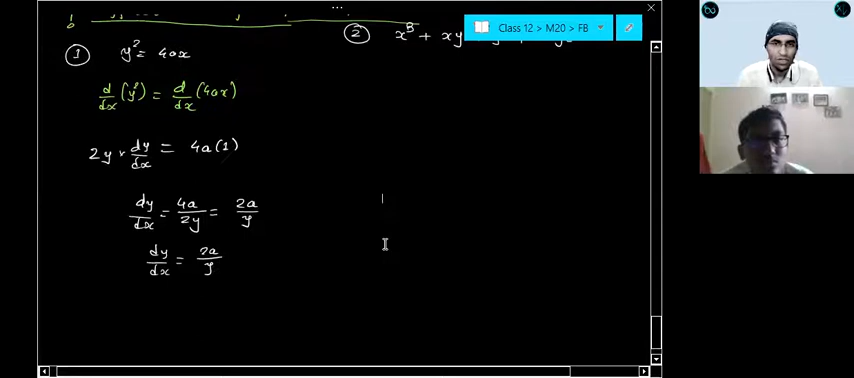 ① y² = 4ax
② x³ + xy
Class 12 > M20 > FB
d/dx (y²) = d/dx (4ax)
2y × dy/dx = 4a(1)
dy/dx = 4a/2y = 2a/y
dy/dx = 2a/y